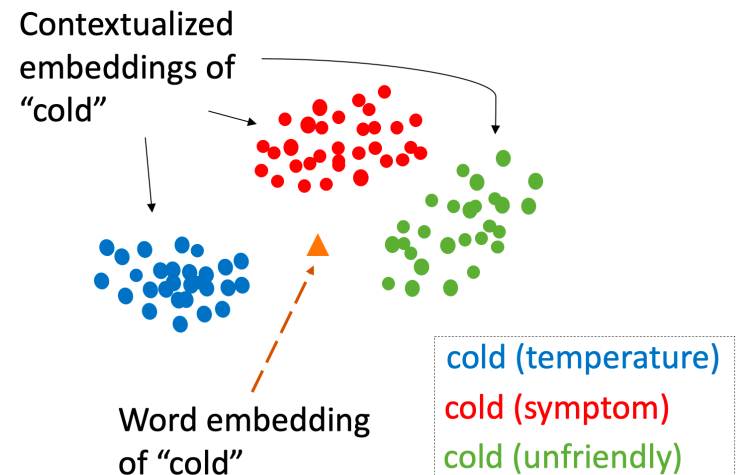 Contextualized
embeddings of
“cold”
Word embedding
of “cold”
cold (temperature)
cold (symptom)
cold (unfriendly)